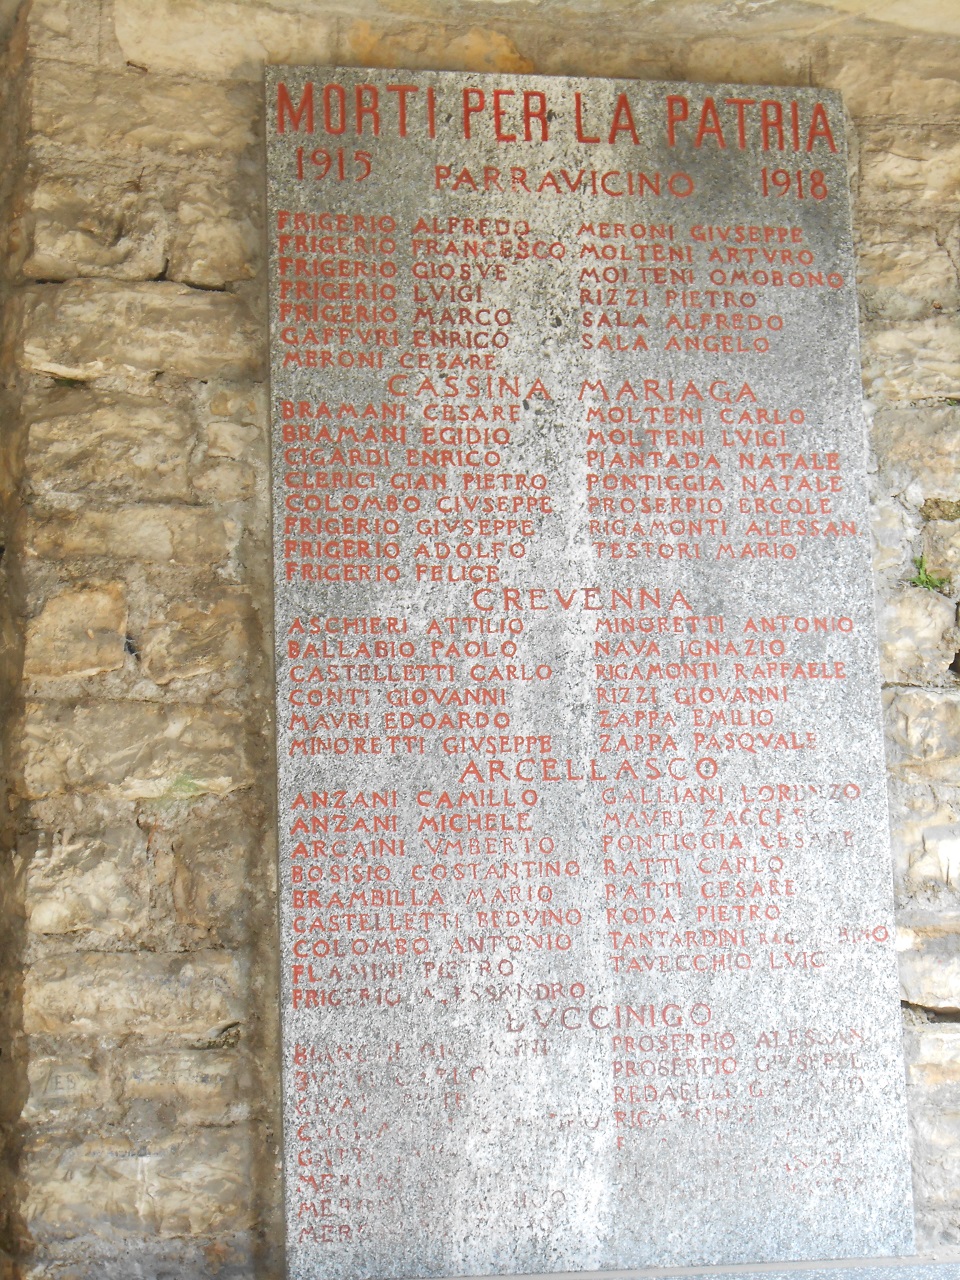 MORTI PER LA PATRIA
1915 PARRAVICINO 1918
FRIGERIO ALFREDO
FRIGERIO FRANCESCO
FRIGERIO GIOSVE
FRIGERIO LVIGI
FRIGERIO MARCO
GAFFVRI ENRICO
MERONI CESARE
MERONI GIVSEPPE
MOLTENI ARTVRO
MOLTENI OMOBONO
RIZZI PIETRO
SALA ALFREDO
SALA ANGELO
CASSINA MARIAGA
BRAMANI CESARE
BRAMANI EGIDIO
CIGARDI ENRICO
CLERICI GIAN PIETRO
COLOMBO GIVSEPPE
FRIGERIO GIVSEPPE
FRIGERIO ADOLFO
FRIGERIO FELICE
MOLTENI CARLO
MOLTENI LVIGI
PIANTADA NATALE
PONTIGGIA NATALE
PROSERPIO ERCOLE
RIGAMONTI ALESSAN
TESTORI MARIO
CREVENNA
ASCHIERI ATTILIO
BALLABIO PAOLO
CASTELLETTI CARLO
CONTI GIOVANNI
MAVRI EDOARDO
MINORETTI GIVSEPPE
MINORETTI ANTONIO
NAVA IGNAZIO
RIGAMONTI RAFFAELE
RIZZI GIOVANNI
ZAPPA EMILIO
ZAPPA PASQVALE
ARCELLASCO
ANZANI CAMILLO
ANZANI MICHELE
ARCAINI VMBERTO
BOSISIO COSTANTINO
BRAMBILLA MARIO
CASTELLETTI REDVINO
COLOMBO ANTONIO
FLAMINI PIETRO
FRIGERIO ALESSANDRO
GALLIANI LORENZO
MAVRI ZACCHEO
PONTIGGIA CESARE
RATTI CARLO
RATTI CESARE
RODA PIETRO
TANTARDINI
TAVECCHIO LVIGI
LVCCINIGO
PROSERPIO ALESSAN
PROSERPIO GIVSEPPE
REDAELLI